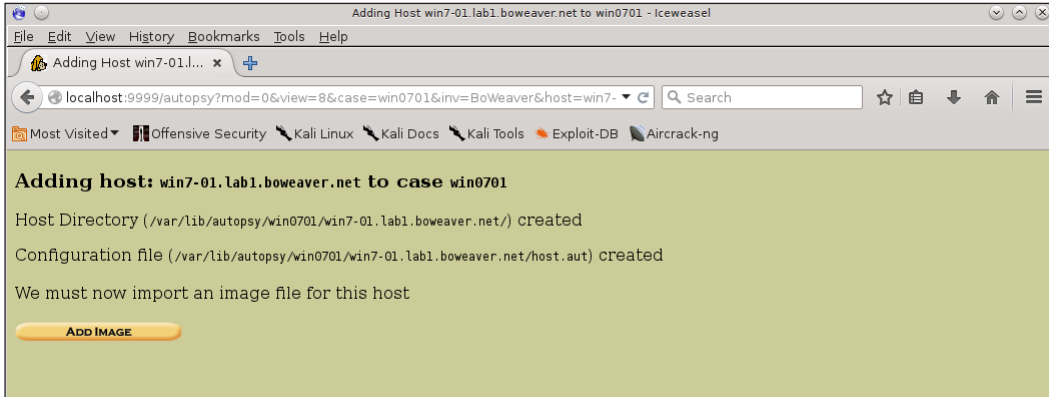 Adding Host win7-01.lab1.boweaver.net to win0701 - Iceweasel
File Edit View History Bookmarks Tools Help
Adding Host win7-01.l...
localhost:9999/autopsy?mod=0&view=8&case=win0701&inv=BoWeaver&host=win7- Search
Most Visited Offensive Security Kali Linux Kali Docs Kali Tools Exploit-DB Aircrack-ng
Adding host: win7-01.lab1.boweaver.net to case win0701
Host Directory (/var/lib/autopsy/win0701/win7-01.lab1.boweaver.net/) created
Configuration file (/var/lib/autopsy/win0701/win7-01.lab1.boweaver.net/host.aut) created
We must now import an image file for this host
ADD IMAGE